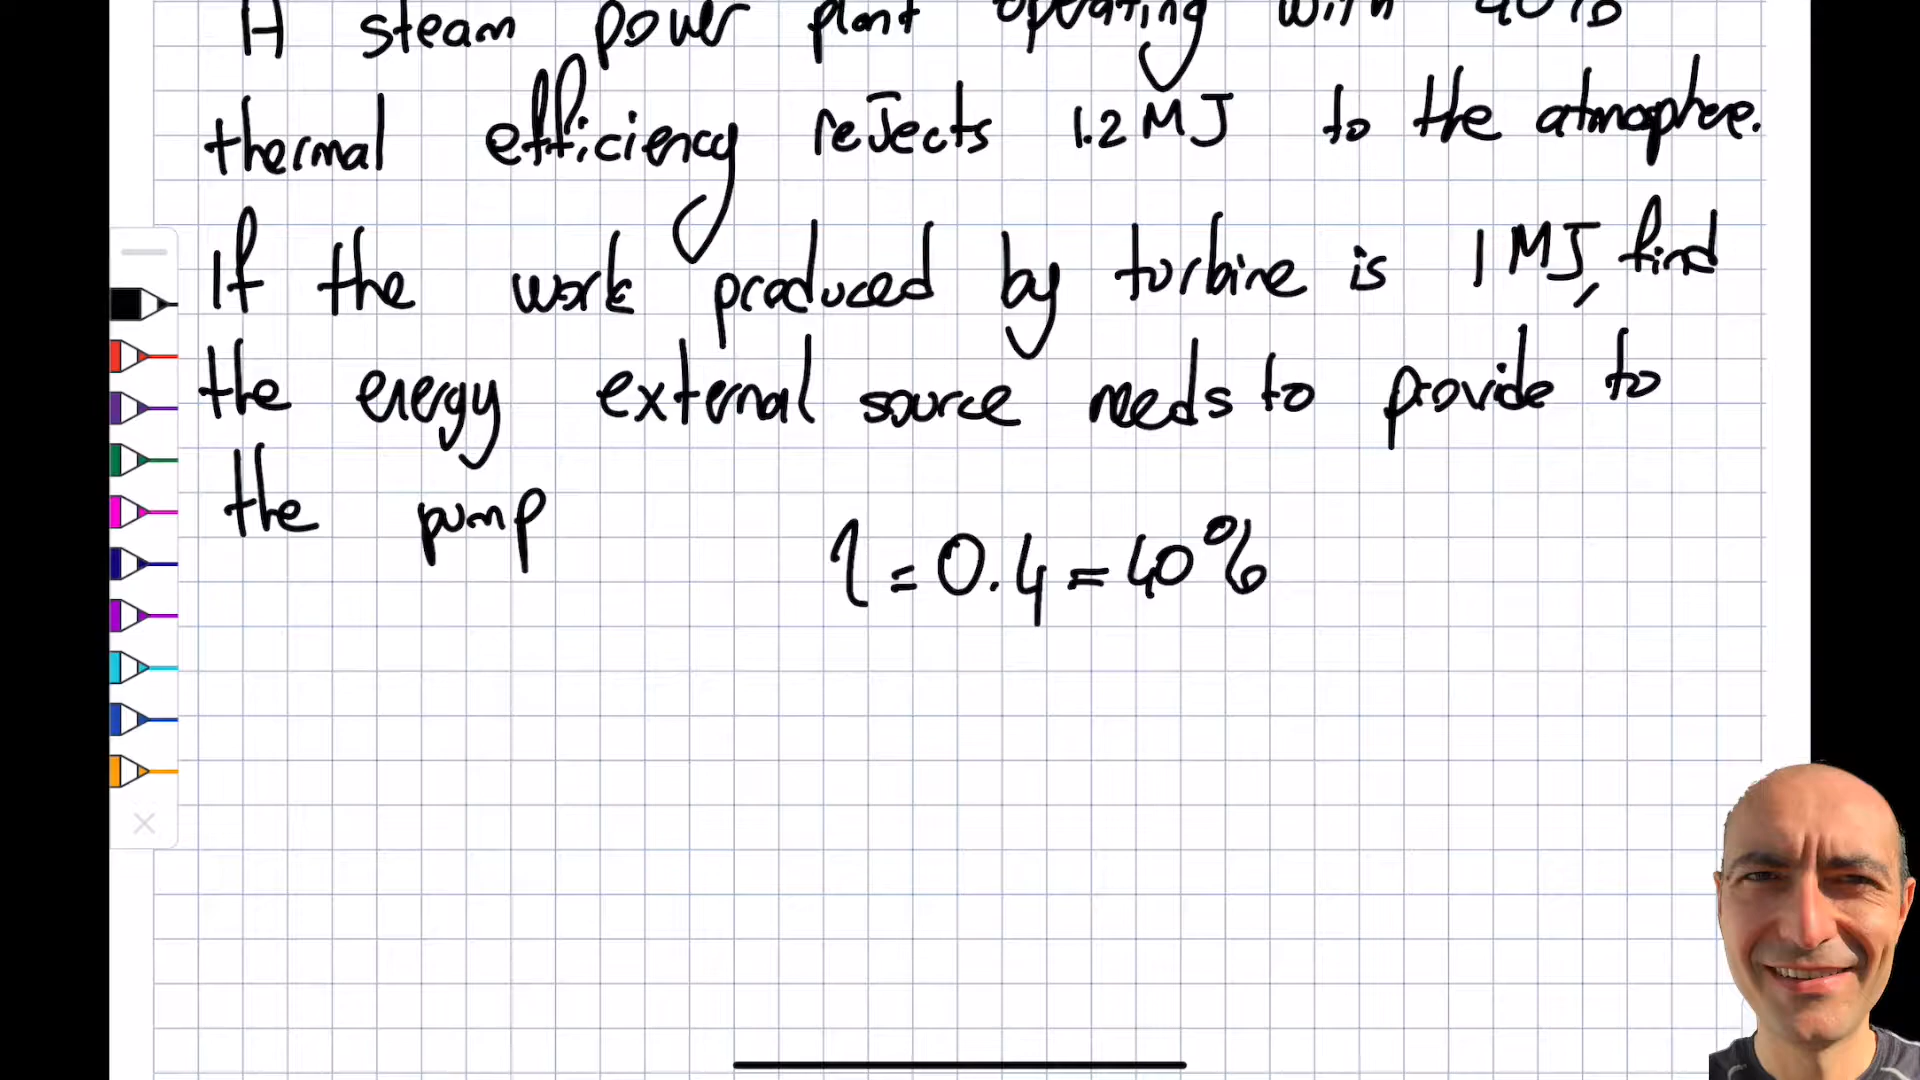 A steam power plant operating with 40%
thermal efficiency rejects 1.2 MJ to the atmosphere.
If the work produced by turbine is 1 MJ, find
the energy external source needs to provide to
the pump
η = 0.4 = 40%